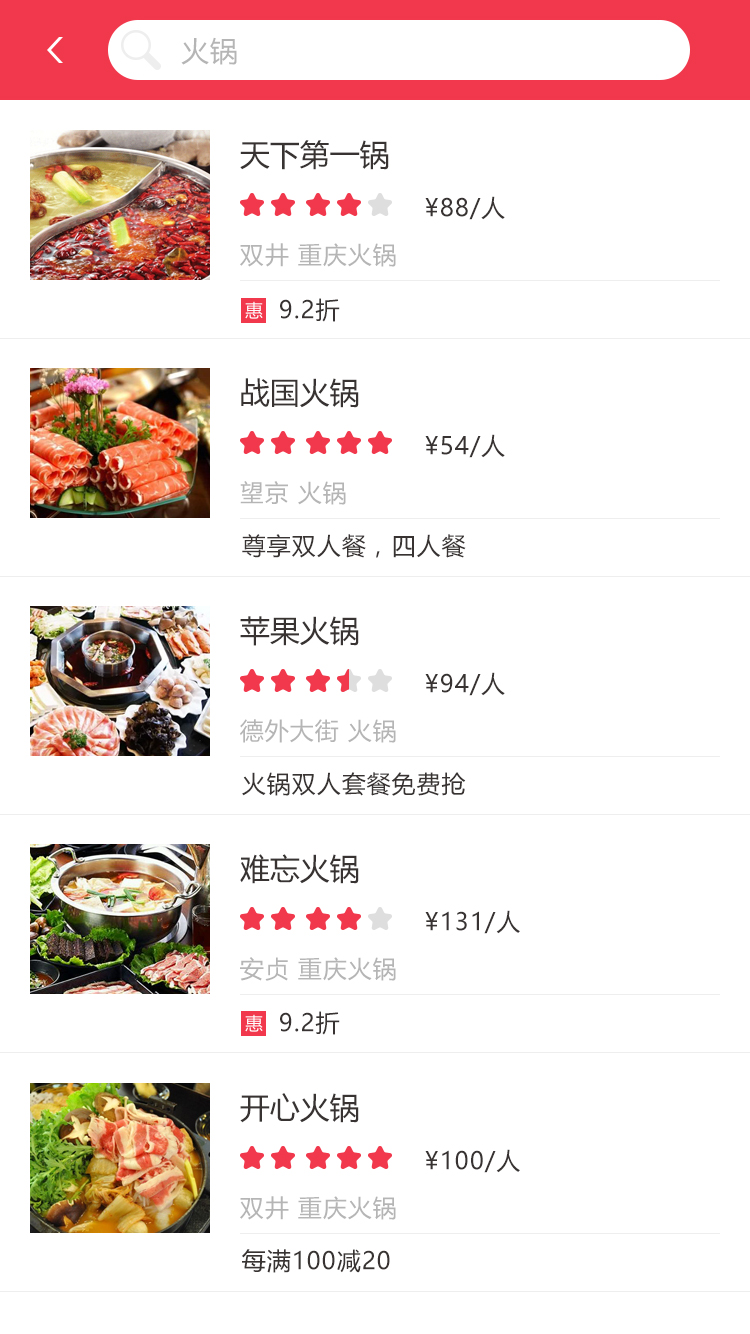 火锅
天下第一锅
¥88/人
双井 重庆火锅
惠 9.2折
战国火锅
¥54/人
望京 火锅
尊享双人餐，四人餐
苹果火锅
¥94/人
德外大街 火锅
火锅双人套餐免费抢
难忘火锅
¥131/人
安贞 重庆火锅
惠 9.2折
开心火锅
¥100/人
双井 重庆火锅
每满100减20